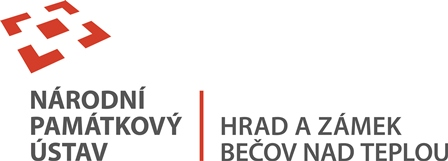 NÁRODNÍ
PAMÁTKOVÝ
ÚSTAV
HRAD A ZÁMEK
BEČOV NAD TEPLOU